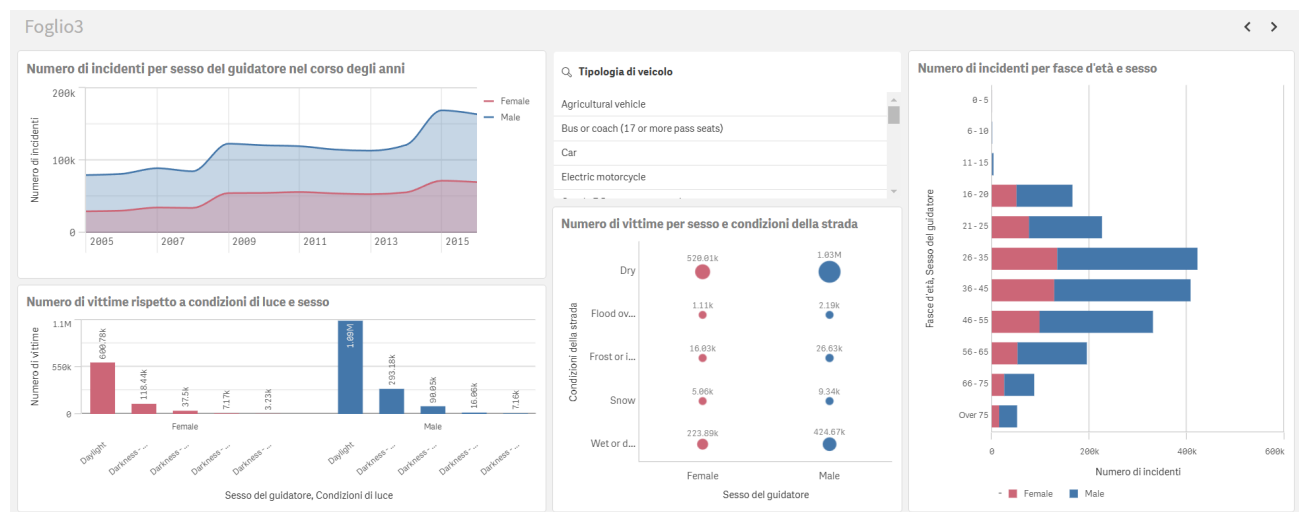 Foglio3
Numero di incidenti per sesso del guidatore nel corso degli anni
Numero di incidenti
200k
100k
0
2005 2007 2009 2011 2013 2015
Female
Male
Numero di vittime rispetto a condizioni di luce e sesso
Numero di vittime
1.1M
550k
0
600.78k 118.44k 37.5k 7.17k 3.23k 1.09M 293.18k 90.05k 16.06k 7.16k
Female Male
Daylight Darkness - ... Darkness - ... Darkness - ... Darkness - ... Daylight Darkness - ... Darkness - ... Darkness - ... Darkness - ...
Sesso del guidatore, Condizioni di luce
Tipologia di veicolo
Agricultural vehicle
Bus or coach (17 or more pass seats)
Car
Electric motorcycle
Numero di vittime per sesso e condizioni della strada
Condizioni della strada
520.01k 1.03M
Dry
1.11k 2.19k
Flood ov...
16.03k 26.63k
Frost or i...
5.06k 9.34k
Snow
223.89k 424.67k
Wet or d...
Female Male
Sesso del guidatore
Numero di incidenti per fasce d'età e sesso
Fasce d'età, Sesso del guidatore
0-5
6-10
11-15
16-20
21-25
26-35
36-45
46-55
56-65
66-75
Over 75
0 200k 400k 600k
Numero di incidenti
- Female Male